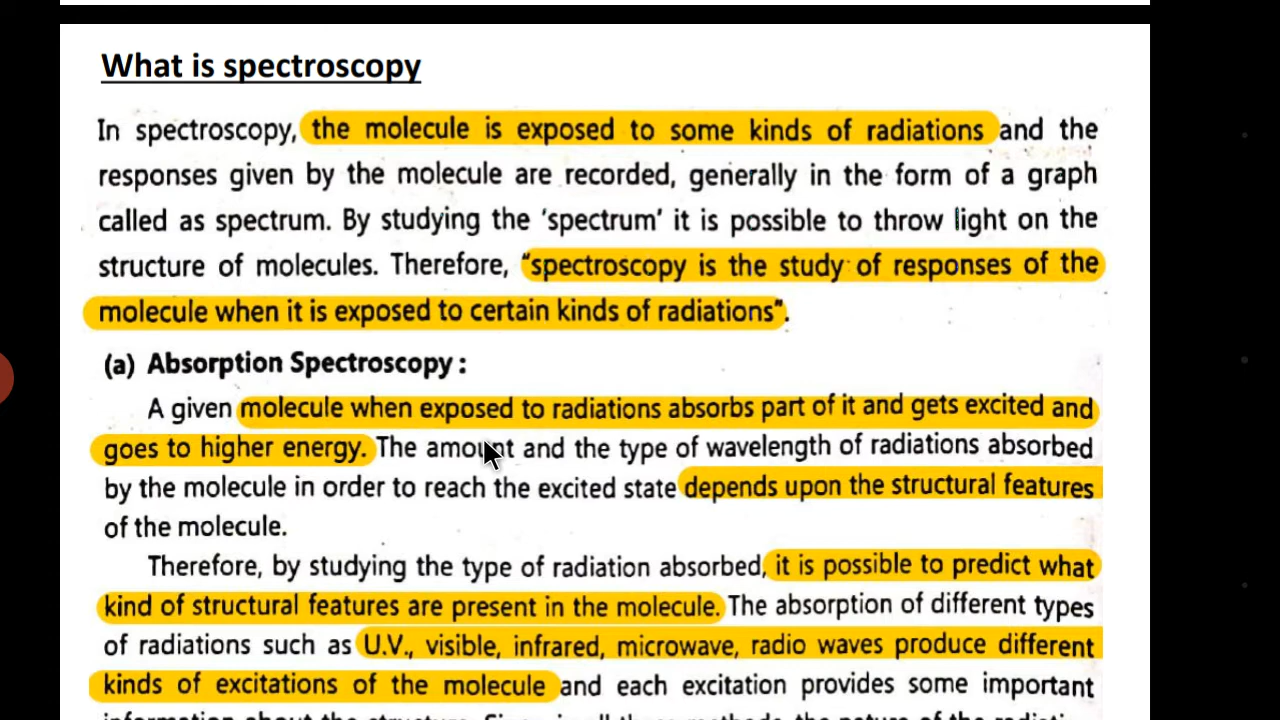 What is spectroscopy
In spectroscopy, the molecule is exposed to some kinds of radiations and the
responses given by the molecule are recorded, generally in the form of a graph
called as spectrum. By studying the 'spectrum' it is possible to throw light on the
structure of molecules. Therefore, "spectroscopy is the study of responses of the
molecule when it is exposed to certain kinds of radiations".
(a) Absorption Spectroscopy :
A given molecule when exposed to radiations absorbs part of it and gets excited and
goes to higher energy. The amount and the type of wavelength of radiations absorbed
by the molecule in order to reach the excited state depends upon the structural features
of the molecule.
Therefore, by studying the type of radiation absorbed, it is possible to predict what
kind of structural features are present in the molecule. The absorption of different types
of radiations such as U.V., visible, infrared, microwave, radio waves produce different
kinds of excitations of the molecule and each excitation provides some important